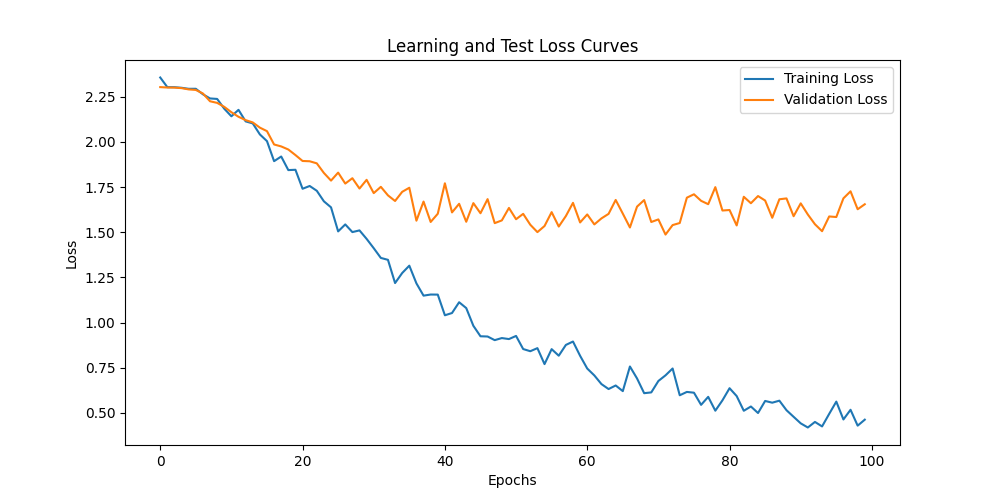 Learning and Test Loss Curves
Training Loss
Validation Loss
Loss
2.25
2.00
1.75
1.50
1.25
1.00
0.75
0.50
0 20 40 60 80 100
Epochs